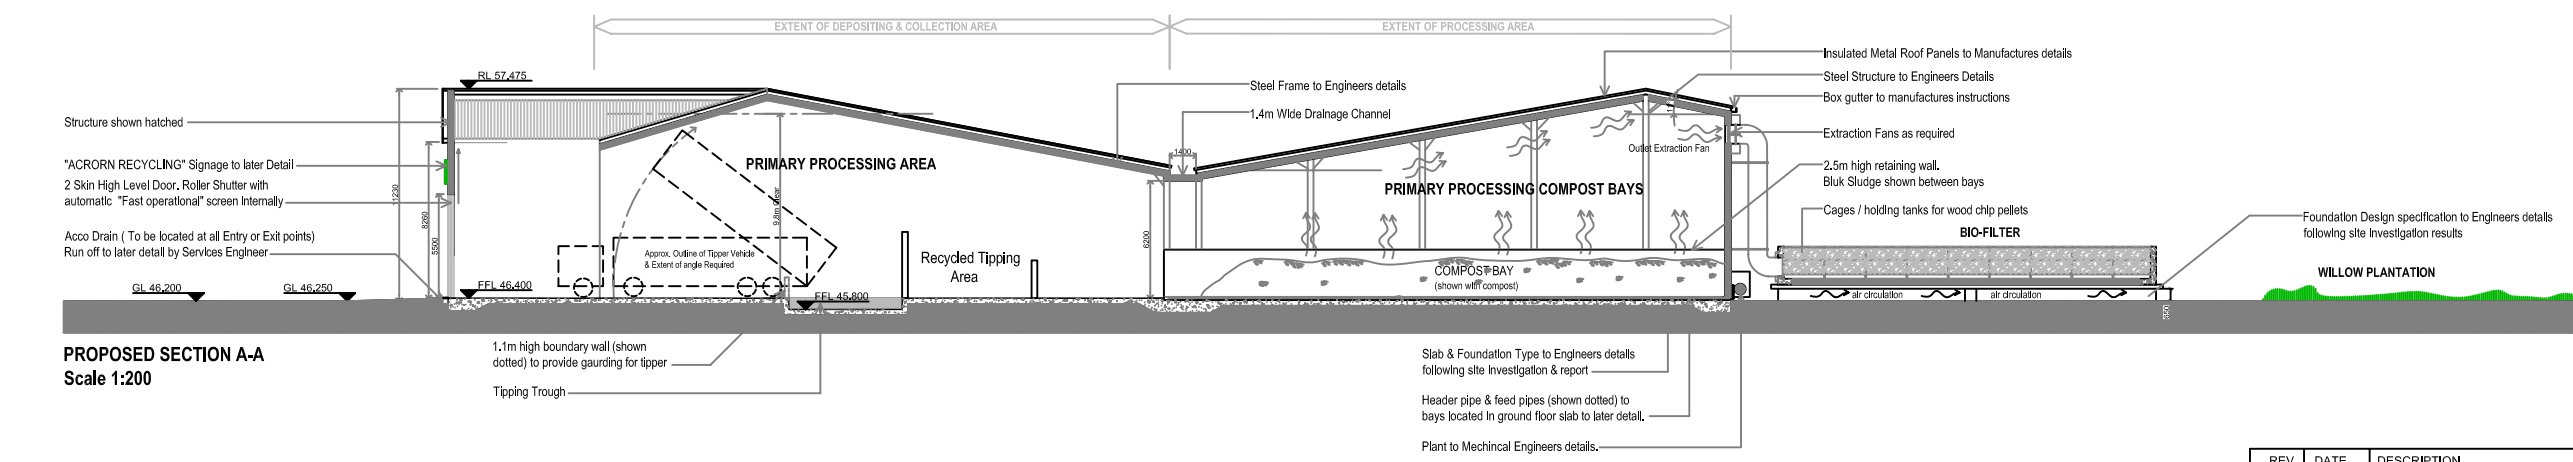 EXTENT OF DEPOSITING & COLLECTION AREA
EXTENT OF PROCESSING AREA
RL 57.475
Structure shown hatched
"ACRORN RECYCLING" Signage to later Detail
2 Skin High Level Door. Roller Shutter with
automatic "Fast operational" screen Internally
Acco Drain ( To be located at all Entry or Exit points)
Run off to later detail by Services Engineer
GL 46.200
GL 46.250
FFL 46.400
11230
8260
5500
9.8m Clear
PRIMARY PROCESSING AREA
Approx. Outline of Tipper Vehicle
& Extent of angle Required
FFL 45.800
Recycled Tipping
Area
Steel Frame to Engineers details
1.4m Wide Drainage Channel
1400
6200
PRIMARY PROCESSING COMPOST BAYS
Outlet Extraction Fan
COMPOST BAY
(shown with compost)
Insulated Metal Roof Panels to Manufactures details
Steel Structure to Engineers Details
Box gutter to manufactures instructions
Extraction Fans as required
2.5m high retaining wall.
Bluk Sludge shown between bays
Cages / holding tanks for wood chip pellets
BIO-FILTER
air circulation
air circulation
Foundation Design specification to Engineers details
following site Investigation results
WILLOW PLANTATION
PROPOSED SECTION A-A
Scale 1:200
1.1m high boundary wall (shown
dotted) to provide gaurding for tipper
Tipping Trough
Slab & Foundation Type to Engineers details
following site Investigation & report
Header pipe & feed pipes (shown dotted) to
bays located in ground floor slab to later detail.
Plant to Mechincal Engineers details.
REV DATE DESCRIPTION